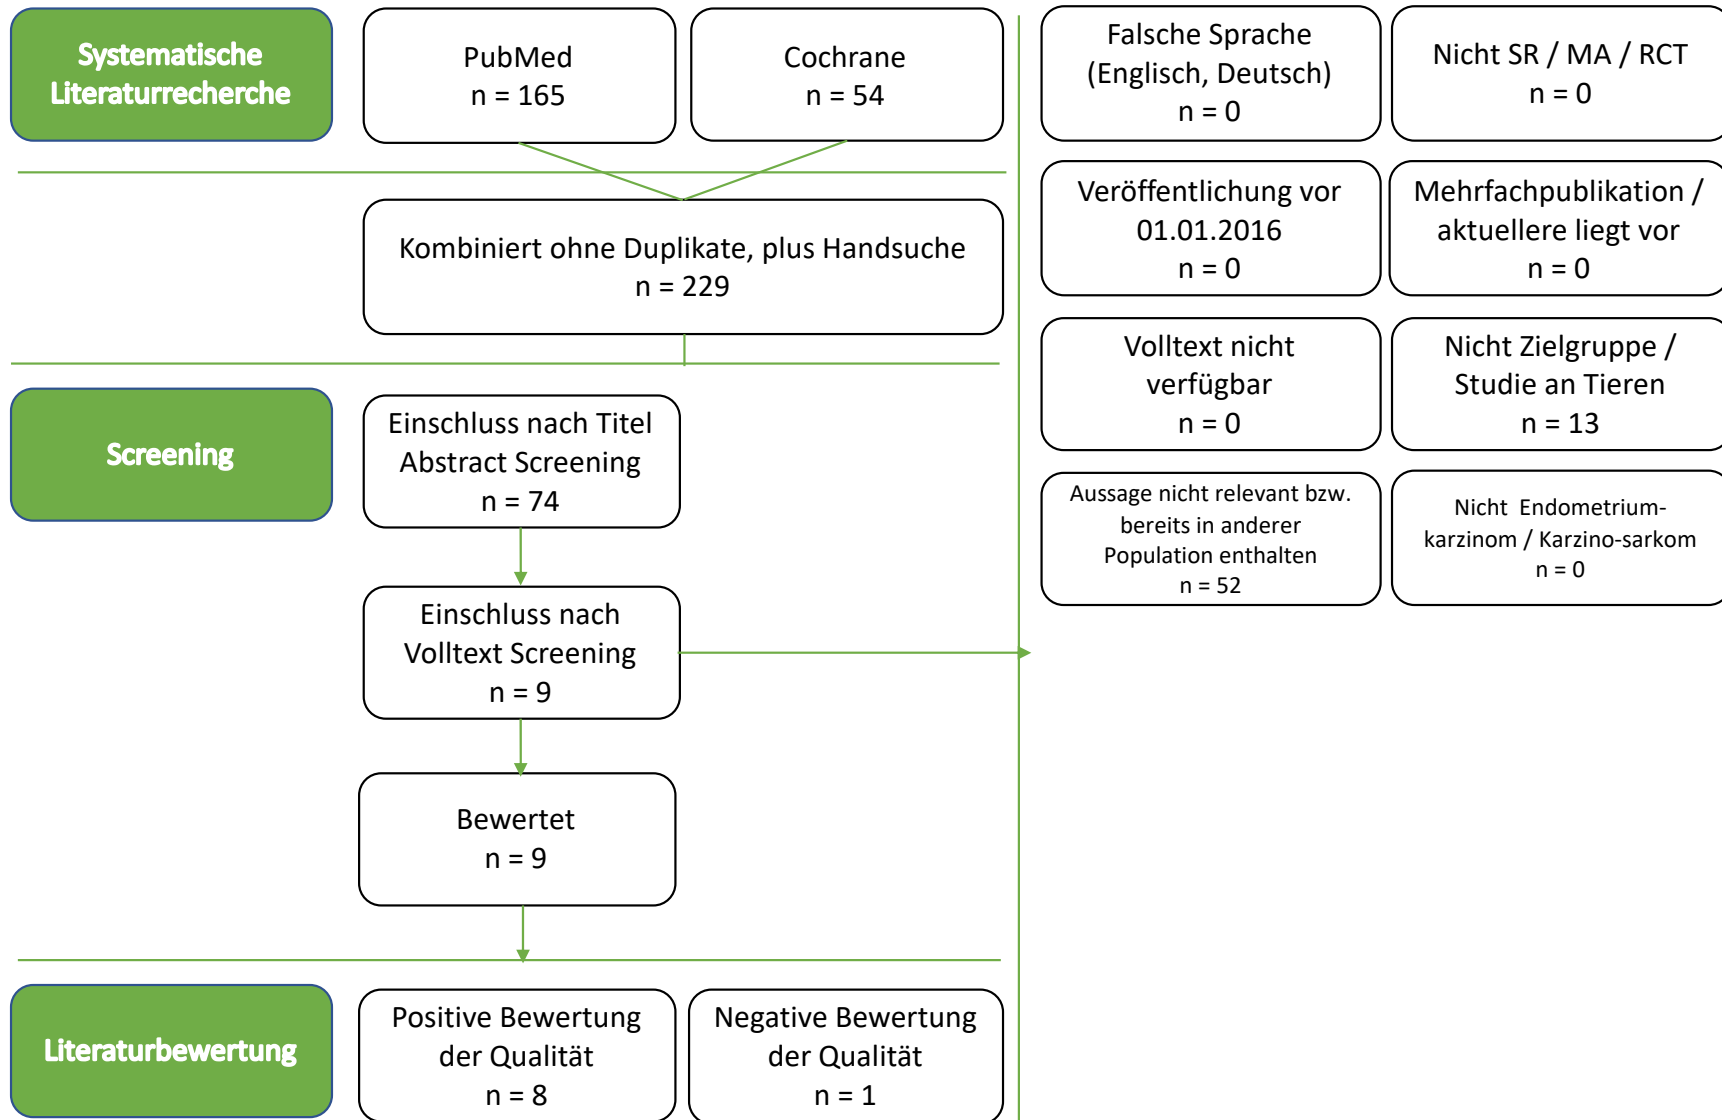 Systematische
Literaturrecherche
PubMed
n = 165
Cochrane
n = 54
Kombiniert ohne Duplikate, plus Handsuche
n = 229
Screening
Einschluss nach Titel
Abstract Screening
n = 74
Einschluss nach
Volltext Screening
n = 9
Bewertet
n = 9
Literaturbewertung
Positive Bewertung
der Qualität
n = 8
Negative Bewertung
der Qualität
n = 1
Falsche Sprache
(Englisch, Deutsch)
n = 0
Nicht SR / MA / RCT
n = 0
Veröffentlichung vor
01.01.2016
n = 0
Mehrfachpublikation /
aktuellere liegt vor
n = 0
Volltext nicht
verfügbar
n = 0
Nicht Zielgruppe /
Studie an Tieren
n = 13
Aussage nicht relevant bzw.
bereits in anderer
Population enthalten
n = 52
Nicht Endometrium-
karzinom / Karzino-sarkom
n = 0